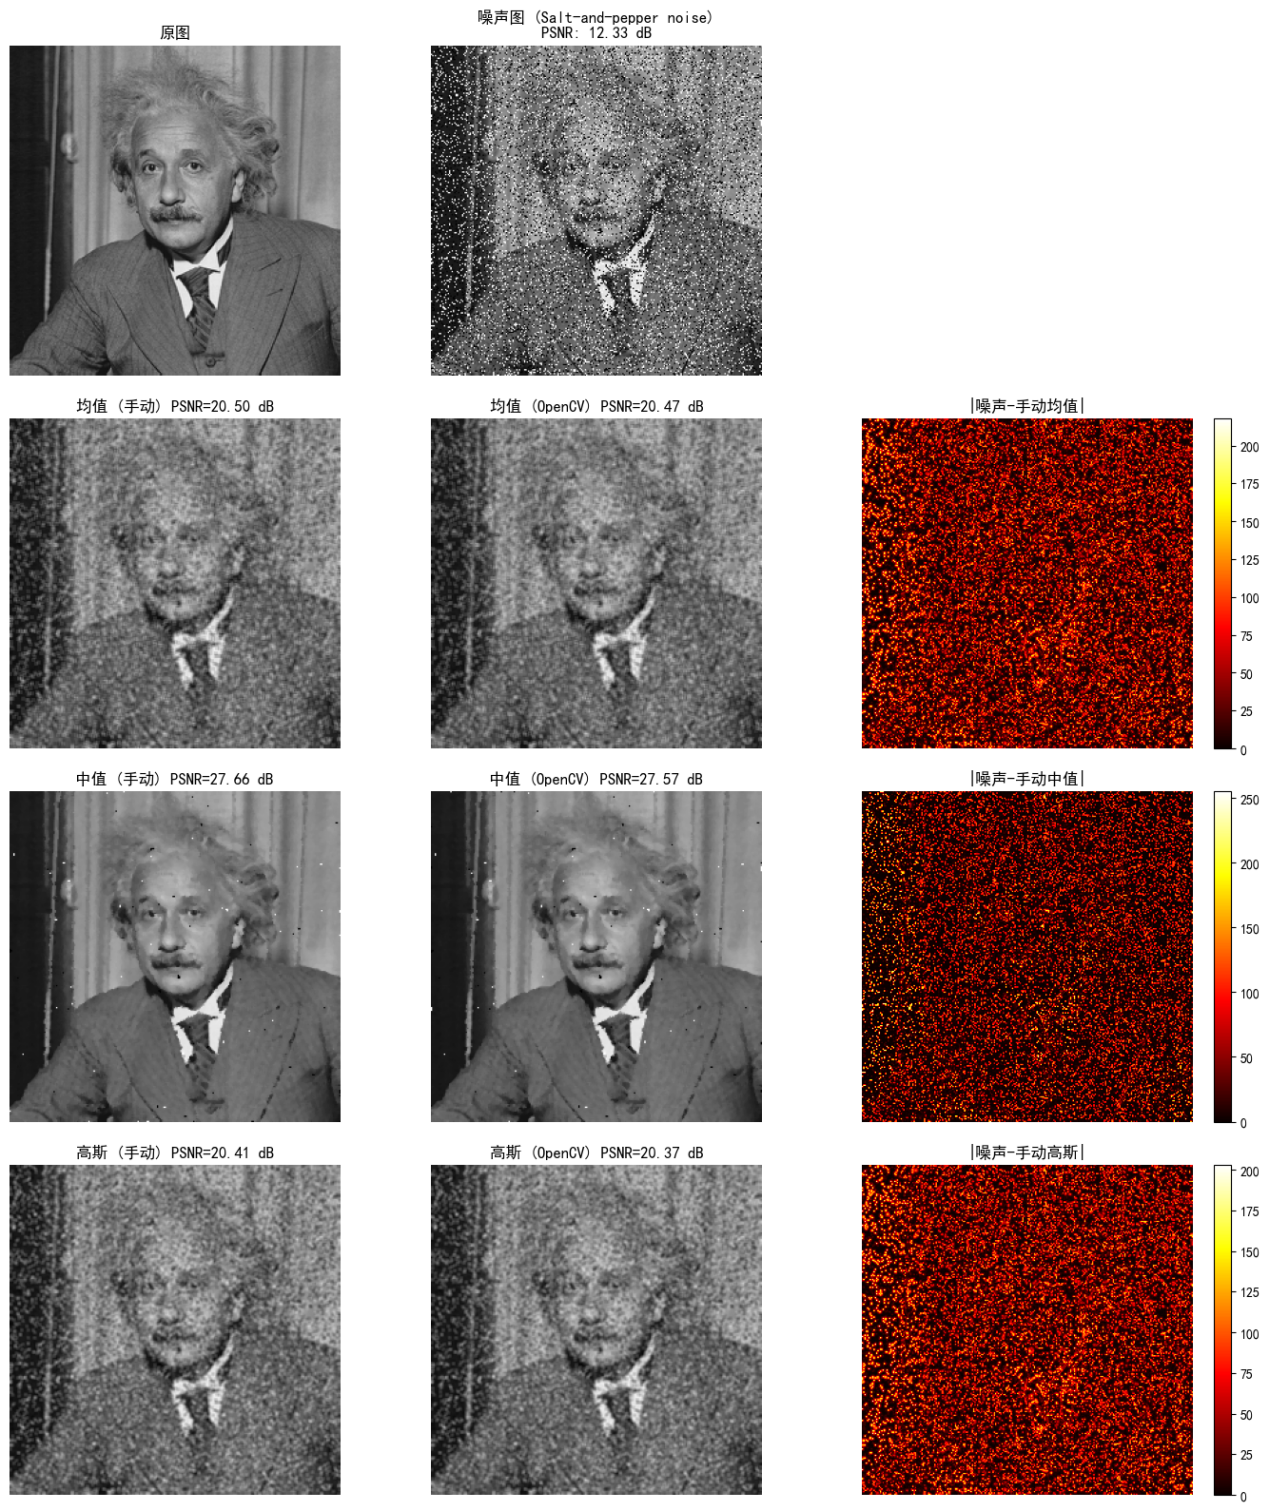 原图
噪声图 (Salt-and-pepper noise)
PSNR: 12.33 dB
均值 (手动) PSNR=20.50 dB
均值 (OpenCV) PSNR=20.47 dB
|噪声-手动均值|
200
175
150
125
100
75
50
25
0
中值 (手动) PSNR=27.66 dB
中值 (OpenCV) PSNR=27.57 dB
|噪声-手动中值|
250
200
150
100
50
0
高斯 (手动) PSNR=20.41 dB
高斯 (OpenCV) PSNR=20.37 dB
|噪声-手动高斯|
200
175
150
125
100
75
50
25
0